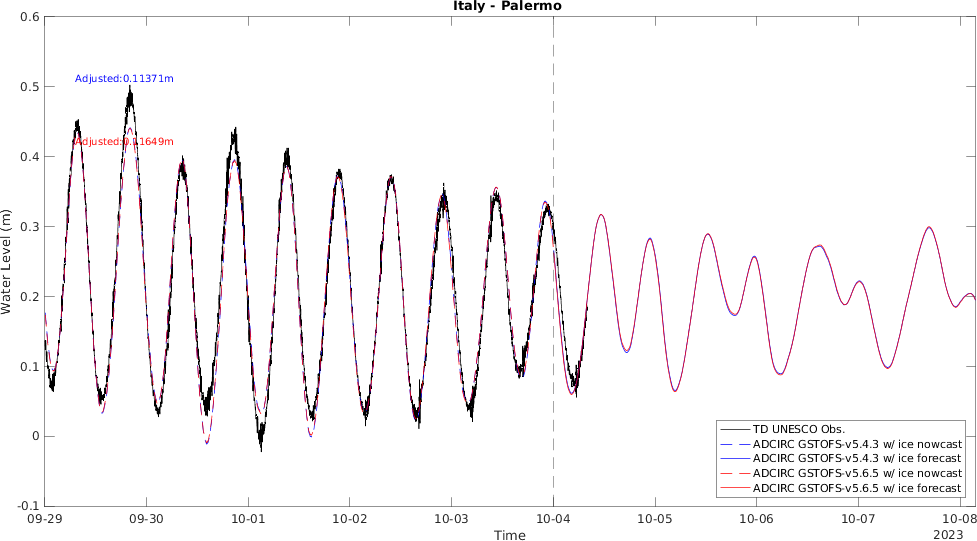 Italy - Palermo
0.6
0.5
0.4
0.3
0.2
0.1
0
-0.1
Water Level (m)
Adjusted:0.11371m
Adjusted:0.11649m
TD UNESCO Obs.
ADCIRC GSTOFS-v5.4.3 w/ ice nowcast
ADCIRC GSTOFS-v5.4.3 w/ ice forecast
ADCIRC GSTOFS-v5.6.5 w/ ice nowcast
ADCIRC GSTOFS-v5.6.5 w/ ice forecast
09-29 09-30 10-01 10-02 10-03 10-04 10-05 10-06 10-07 10-08
Time
2023